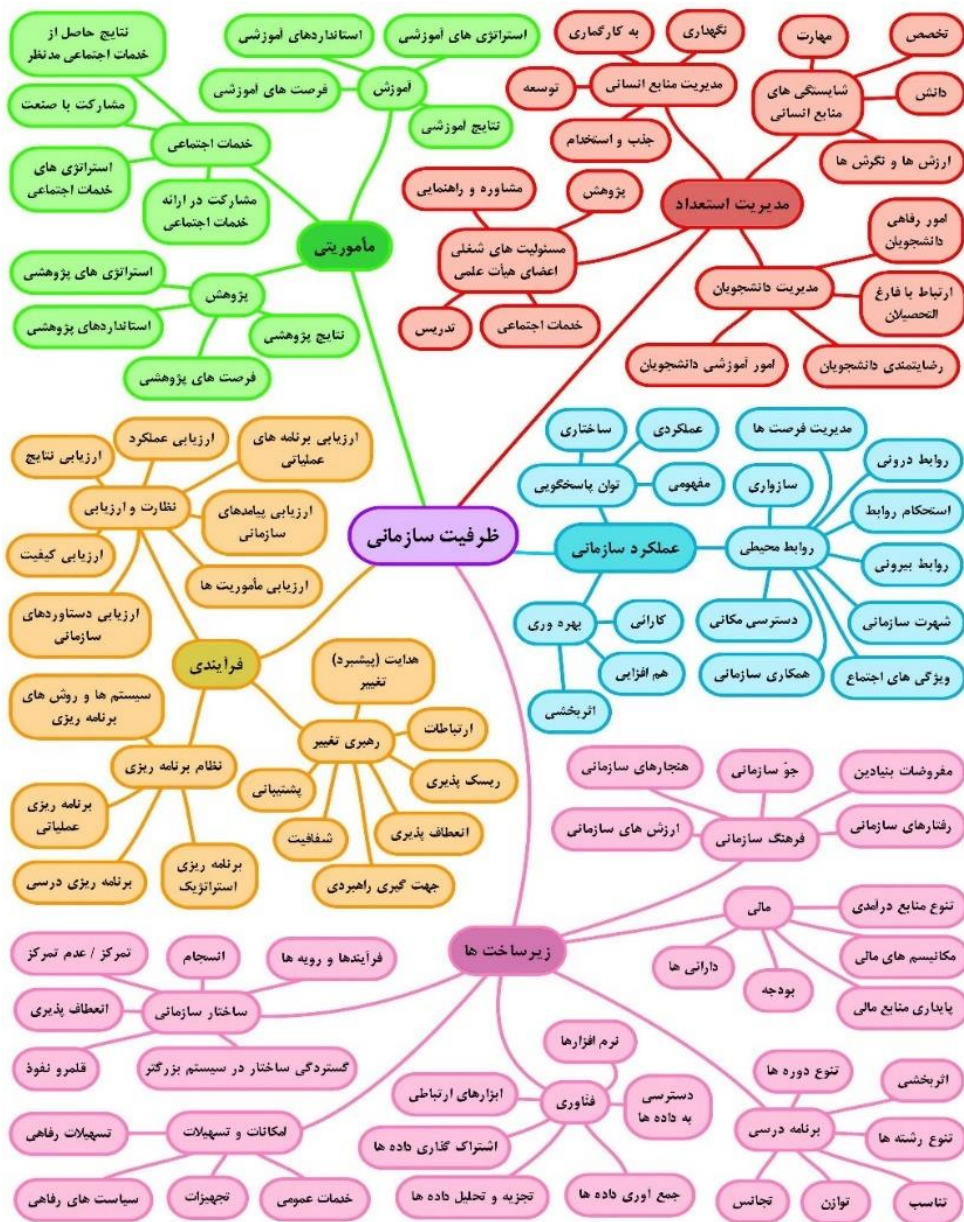 نتایج حاصل از
خدمات اجتماعی مدنظر
مشارکت با صنعت
استراتژی های
خدمات اجتماعی
مشارکت در ارائه
خدمات اجتماعی
خدمات اجتماعی
استراتژی های آموزشی
استانداردهای آموزشی
فرصت های آموزشی
نتایج آموزشی
آموزش
مأموریتی
پژوهش
استراتژی های پژوهشی
استانداردهای پژوهشی
نتایج پژوهشی
فرصت های پژوهشی
نگهداری
به کارگماری
توسعه
جذب و استخدام
مدیریت منابع انسانی
تخصص
مهارت
دانش
ارزش ها و نگرش ها
شایستگی های
منابع انسانی
مدیریت استعداد
پژوهش
مشاوره و راهنمایی
مسئولیت های شغلی
اعضای هیأت علمی
خدمات اجتماعی
تدریس
امور رفاهی
دانشجویان
ارتباط با فارغ
التحصیلان
مدیریت دانشجویان
رضایتمندی دانشجویان
امور آموزشی دانشجویان
ظرفیت سازمانی
ارزیابی برنامه های
عملیاتی
ارزیابی عملکرد
ارزیابی نتایج
نظارت و ارزیابی
ارزیابی پیامدهای
سازمانی
ارزیابی کیفیت
ارزیابی مأموریت ها
ارزیابی دستاوردهای
سازمانی
فرآیندی
سیستم ها و روش های
برنامه ریزی
نظام برنامه ریزی
برنامه ریزی
عملیاتی
برنامه ریزی درسی
برنامه ریزی
استراتژیک
هدایت (پیشبرد)
تغییر
رهبری تغییر
ارتباطات
ریسک پذیری
پشتیبانی
انعطاف پذیری
شفافیت
جهت گیری راهبردی
عملکردی
ساختاری
مفهومی
توان پاسخگویی
عملکرد سازمانی
مدیریت فرصت ها
سازواری
روابط درونی
استحکام روابط
روابط محیطی
روابط بیرونی
شهرت سازمانی
دسترسی مکانی
همکاری سازمانی
ویژگی های اجتماع
بهره وری
کارائی
هم افزایی
اثربخشی
مفروضات بنیادین
جوّ سازمانی
هنجارهای سازمانی
رفتارهای سازمانی
فرهنگ سازمانی
ارزش های سازمانی
زیرساخت ها
مالی
تنوع منابع درآمدی
مکانیسم های مالی
پایداری منابع مالی
دارائی ها
بودجه
فرآیندها و رویه ها
انسجام
تمرکز / عدم تمرکز
ساختار سازمانی
انعطاف پذیری
قلمرو نفوذ
گستردگی ساختار در سیستم بزرگتر
امکانات و تسهیلات
تسهیلات رفاهی
خدمات عمومی
تجهیزات
سیاست های رفاهی
نرم افزارها
ابزارهای ارتباطی
دسترسی
به داده ها
فنّاوری
اشتراک گذاری داده ها
جمع آوری داده ها
تجزیه و تحلیل داده ها
تنوع دوره ها
اثربخشی
برنامه درسی
تنوع رشته ها
تناسب
توازن
تجانس